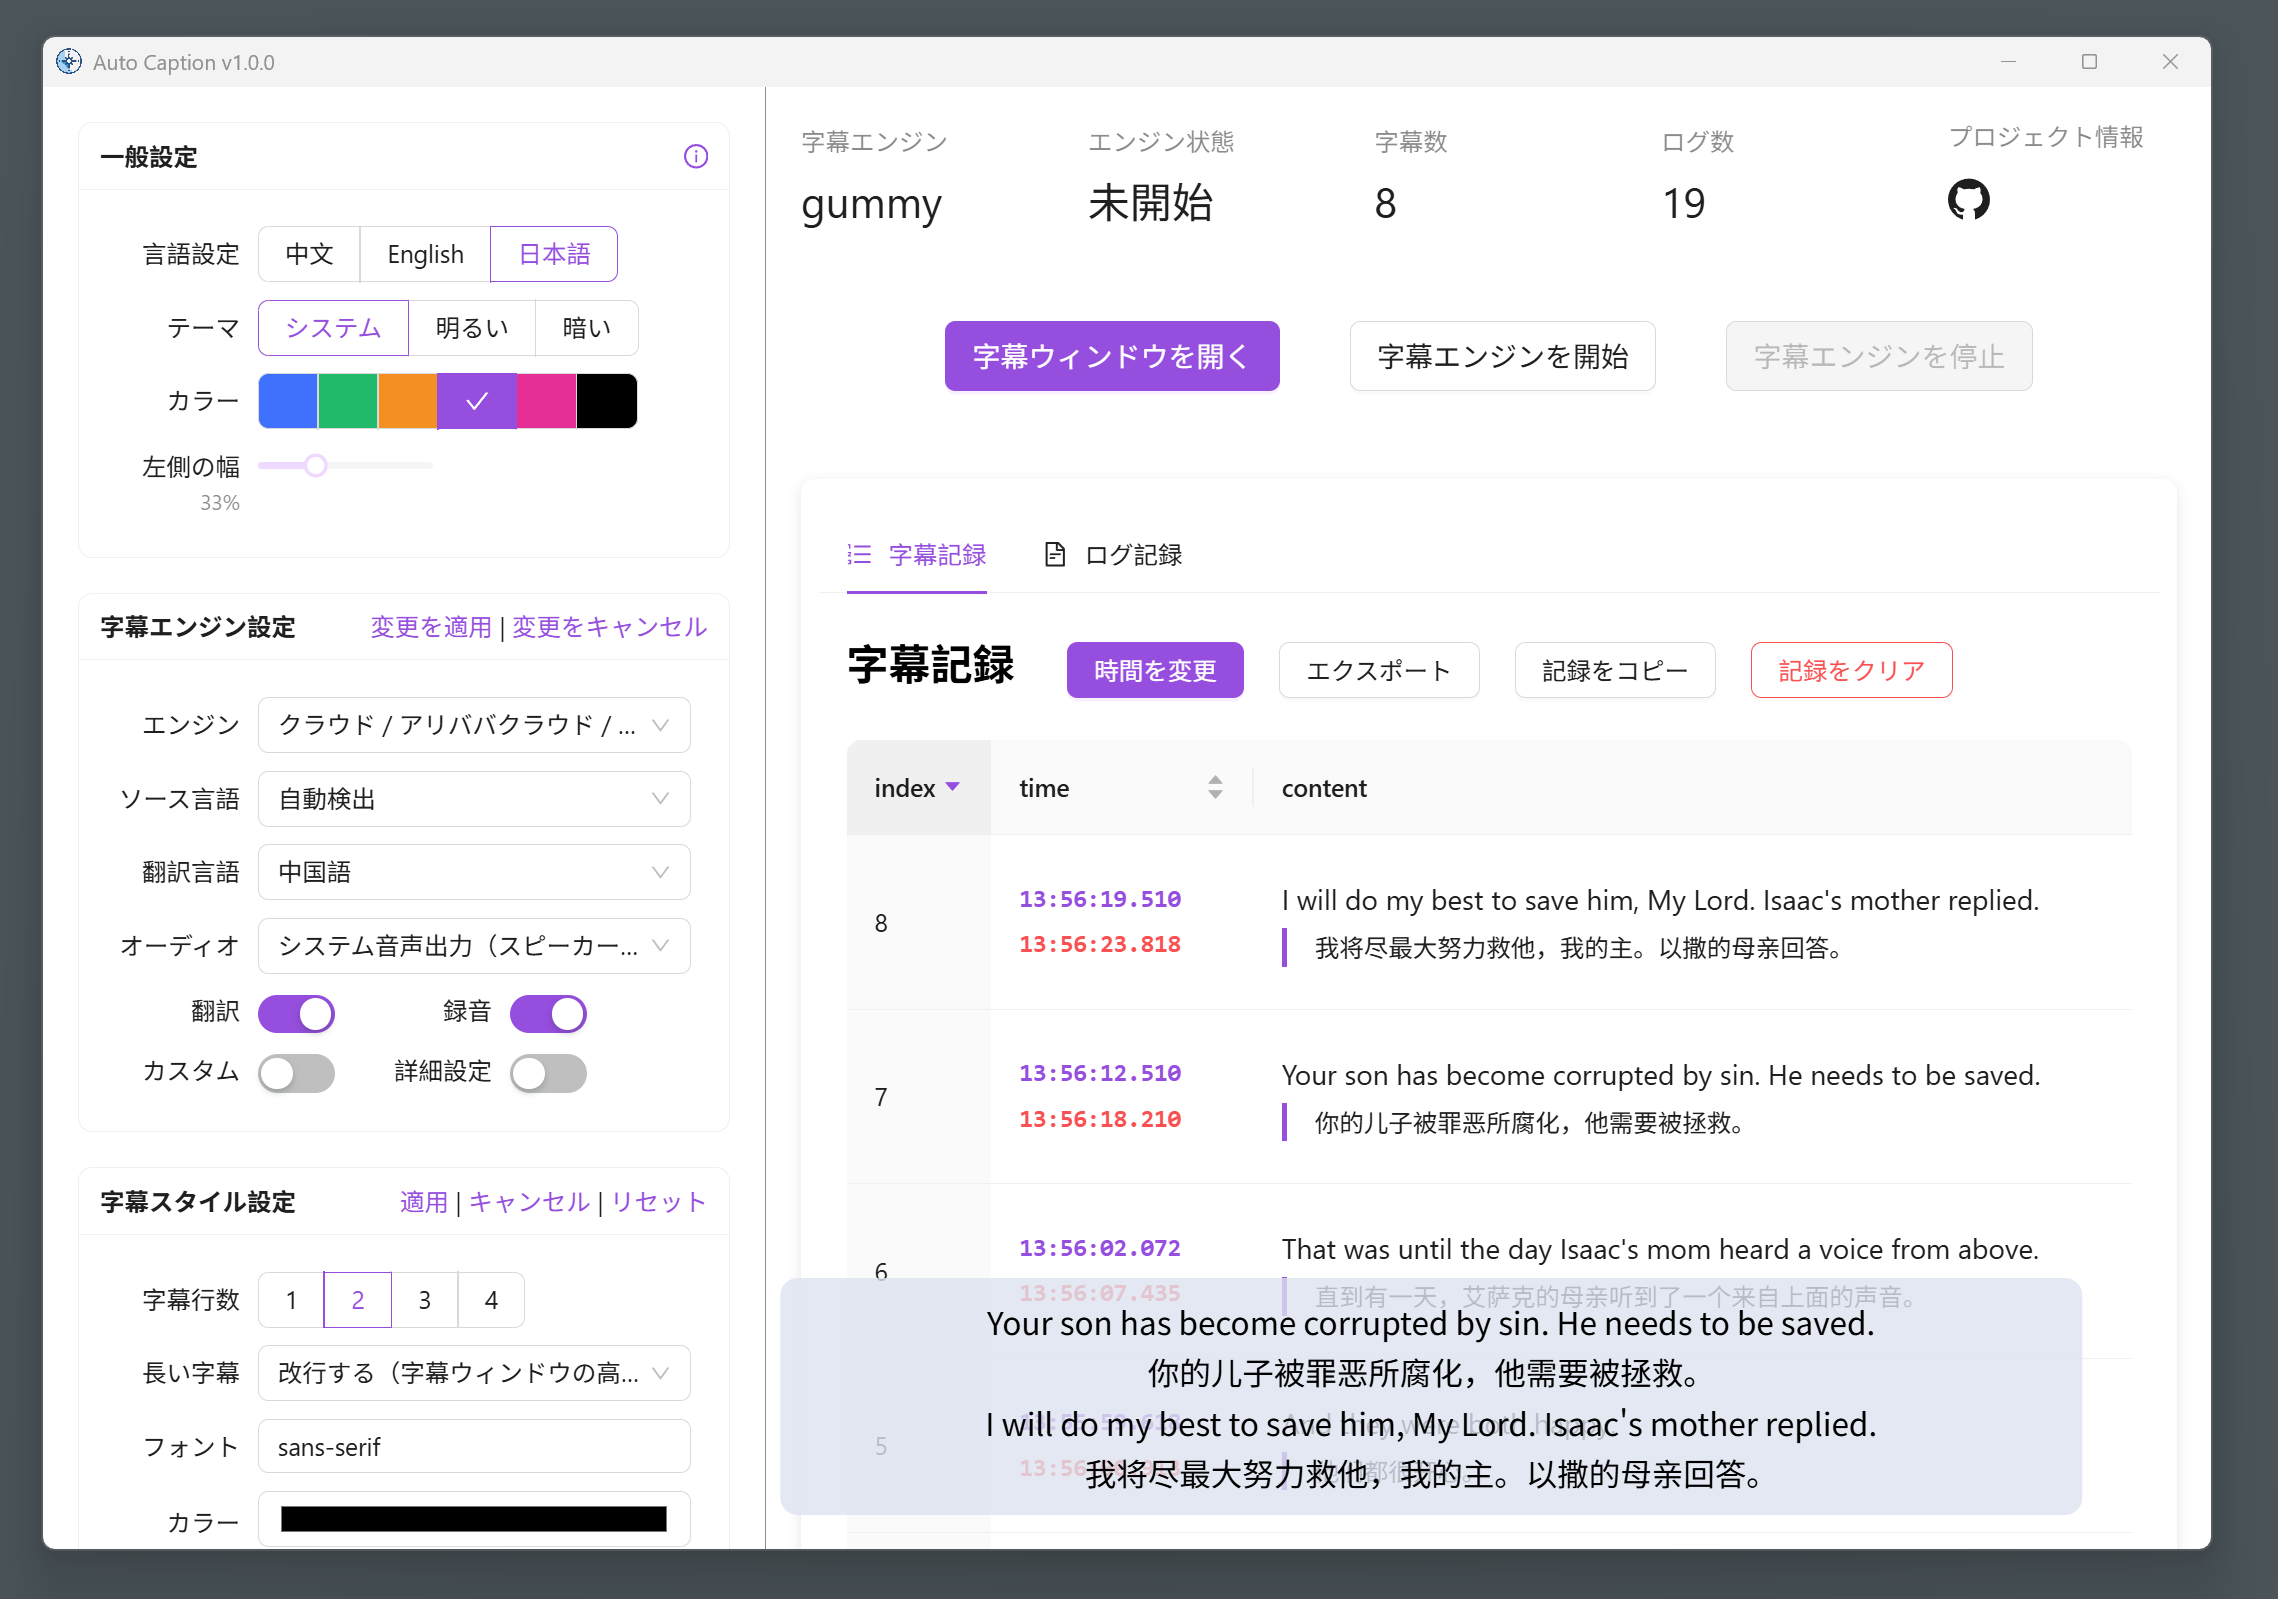 Auto Caption v1.0.0
一般設定
言語設定 中文 English 日本語
テーマ システム 明るい 暗い
カラー
左側の幅
33%
字幕エンジン設定 変更を適用 | 変更をキャンセル
エンジン クラウド / アリババクラウド / ...
ソース言語 自動検出
翻訳言語 中国語
オーディオ システム音声出力（スピーカー...
翻訳 録音
カスタム 詳細設定
字幕スタイル設定 適用 | キャンセル | リセット
字幕行数 1 2 3 4
長い字幕 改行する（字幕ウィンドウの高...
フォント sans-serif
カラー
字幕エンジン エンジン状態 字幕数 ログ数 プロジェクト情報
gummy 未開始 8 19
字幕ウィンドウを開く 字幕エンジンを開始 字幕エンジンを停止
字幕記録 ログ記録
字幕記録 時間を変更 エクスポート 記録をコピー 記録をクリア
index time content
8 13:56:19.510 I will do my best to save him, My Lord. Isaac's mother replied.
13:56:23.818 我将尽最大努力救他，我的主。以撒的母亲回答。
7 13:56:12.510 Your son has become corrupted by sin. He needs to be saved.
13:56:18.210 你的儿子被罪恶所腐化，他需要被拯救。
6 13:56:02.072 That was until the day Isaac's mom heard a voice from above.
13:56:07.435 直到有一天，艾萨克的母亲听到了一个来自上面的声音。
5 And they were both happy.
Your son has become corrupted by sin. He needs to be saved.
你的儿子被罪恶所腐化，他需要被拯救。
I will do my best to save him, My Lord. Isaac's mother replied.
我将尽最大努力救他，我的主。以撒的母亲回答。